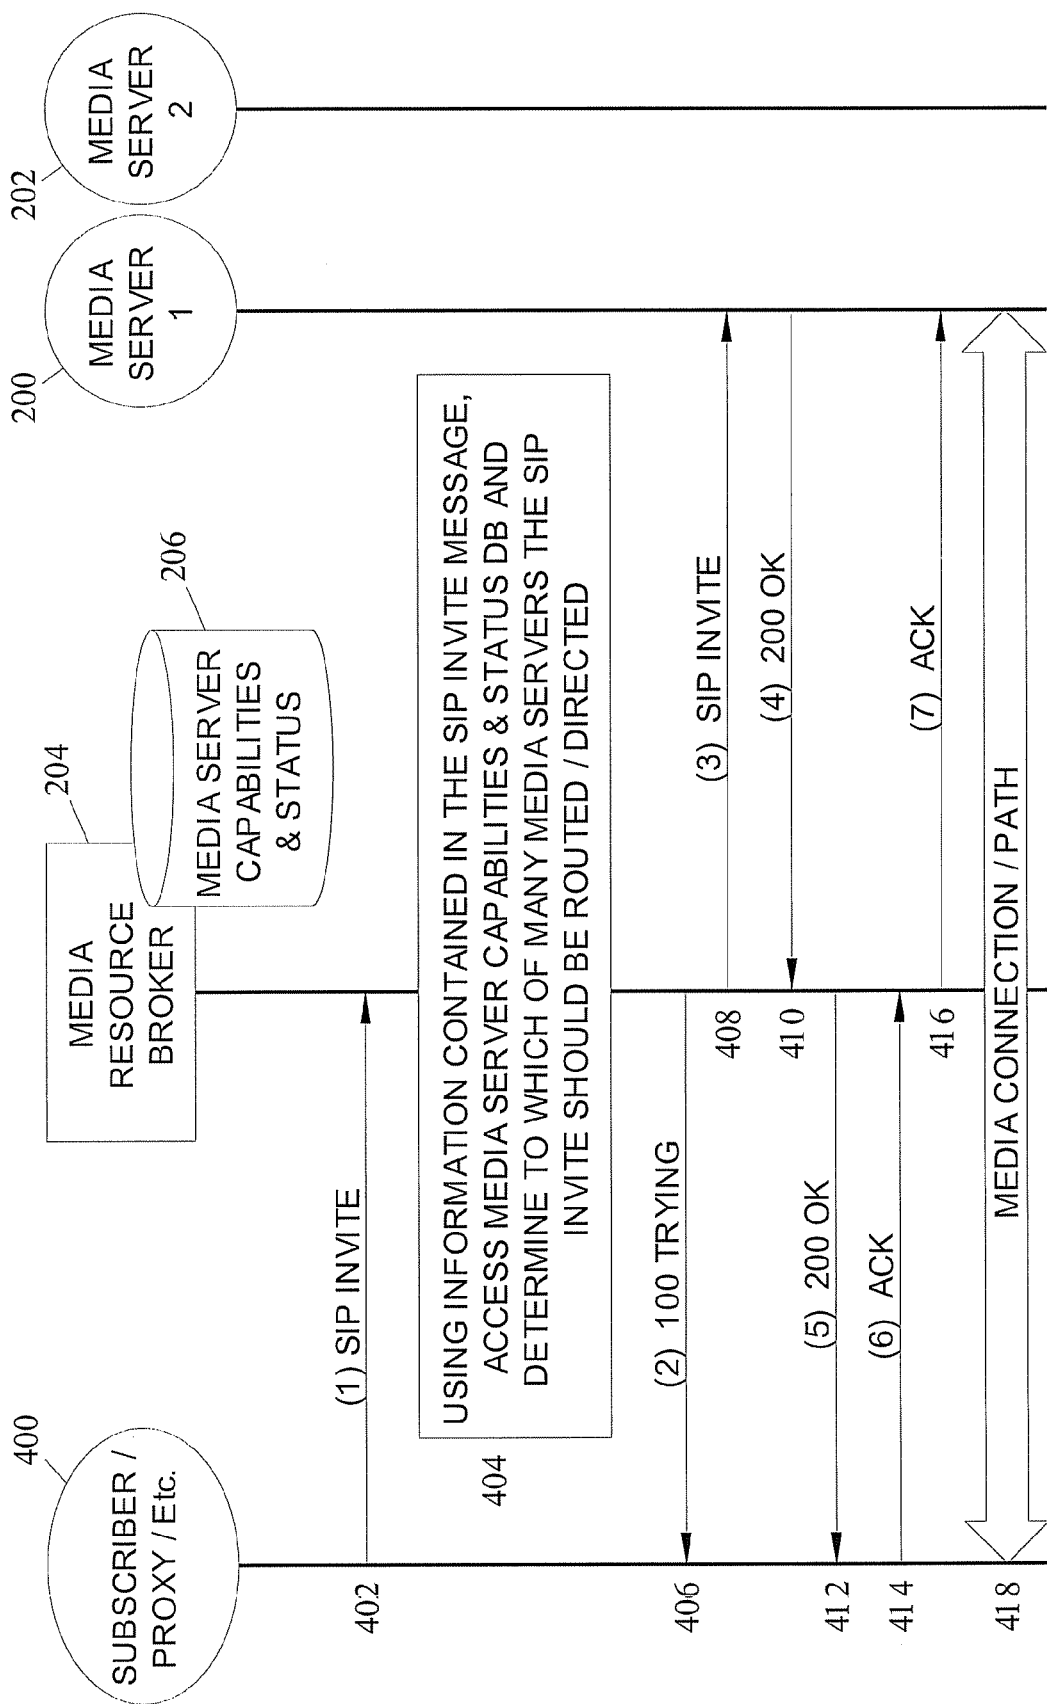 400
SUBSCRIBER /
PROXY / Etc.
204
MEDIA
RESOURCE
BROKER
206
MEDIA SERVER
CAPABILITIES
& STATUS
200
MEDIA
SERVER
1
202
MEDIA
SERVER
2
402
(1) SIP INVITE
404
USING INFORMATION CONTAINED IN THE SIP INVITE MESSAGE,
ACCESS MEDIA SERVER CAPABILITIES & STATUS DB AND
DETERMINE TO WHICH OF MANY MEDIA SERVERS THE SIP
INVITE SHOULD BE ROUTED / DIRECTED
406
(2) 100 TRYING
408
(3) SIP INVITE
410
(4) 200 OK
412
(5) 200 OK
414
(6) ACK
416
(7) ACK
418
MEDIA CONNECTION / PATH